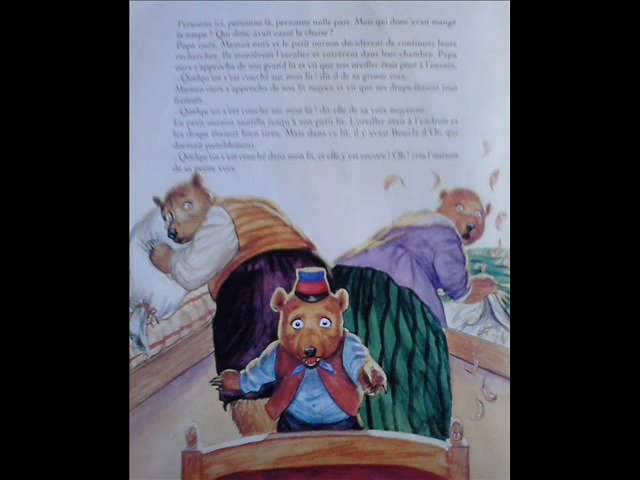 Personne ici, personne là, personne nulle part. Mais qui donc avait mangé
la soupe ? Qui donc avait cassé la chaise ?
Papa ours, Maman ours et le petit ourson décidèrent de continuer leurs
recherches. Ils montèrent l'escalier et entrèrent dans leur chambre. Papa
ours s'approcha de son grand lit et vit que son oreiller était mis à l'envers.
- Quelqu'un s'est couché sur mon lit ! dit-il de sa grosse voix.
Maman ours s'approcha de son lit moyen et vit que ses draps étaient tout
froissés.
- Quelqu'un s'est couché sur mon lit ! dit-elle de sa voix moyenne.
Le petit ourson sautilla jusqu'à son petit lit. L'oreiller était à l'endroit et
les draps étaient bien tirés. Mais dans ce lit, il y avait Boucle d'Or, qui
dormait paisiblement.
- Quelqu'un s'est couché dans mon lit, et elle y est encore ! Oh ! cria l'ourson
de sa petite voix.